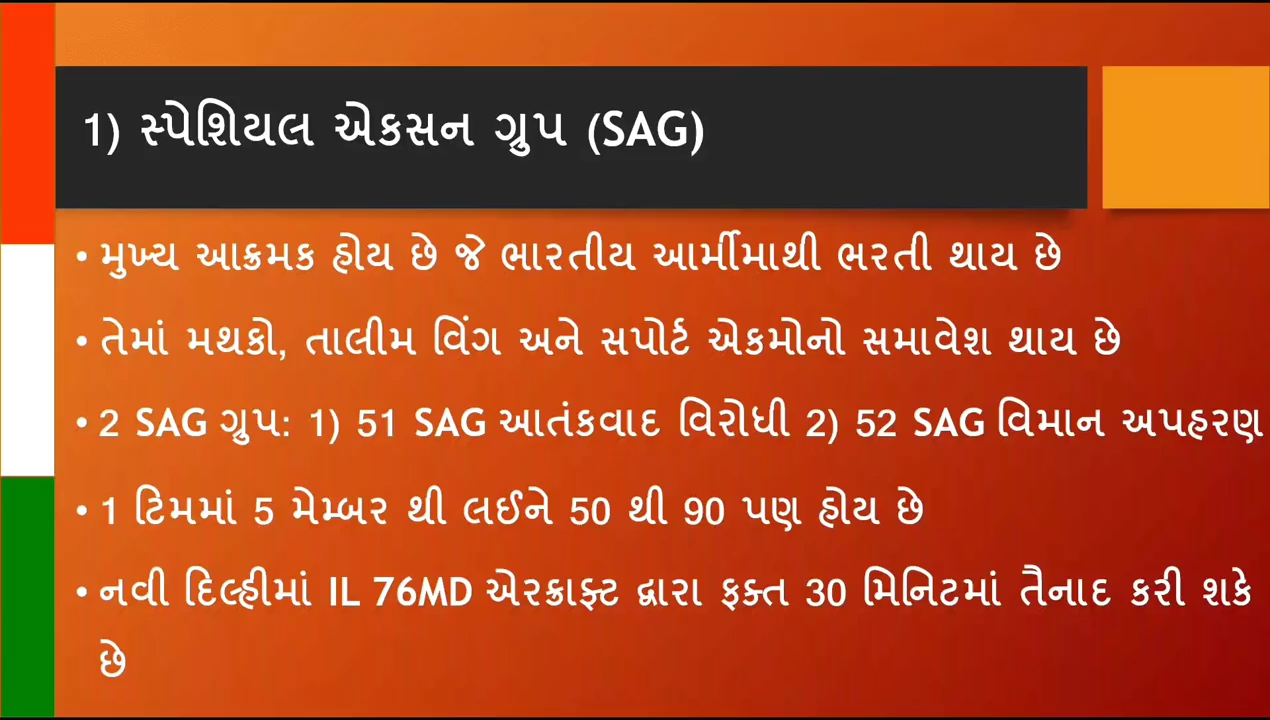 1) સ્પેશિયલ એકસન ગ્રુપ (SAG)
• મુખ્ય આક્રમક હોય છે જે ભારતીય આર્મીમાથી ભરતી થાય છે
• તેમાં મથકો, તાલીમ વિંગ અને સપોર્ટ એકમોનો સમાવેશ થાય છે
• 2 SAG ગ્રુપ: 1) 51 SAG આતંકવાદ વિરોધી 2) 52 SAG વિમાન અપહરણ
• 1 ટિમમાં 5 મેમ્બર થી લઈને 50 થી 90 પણ હોય છે
• નવી દિલ્હીમાં IL 76MD એરક્રાફ્ટ દ્વારા ફક્ત 30 મિનિટમાં તૈનાદ કરી શકે
છે